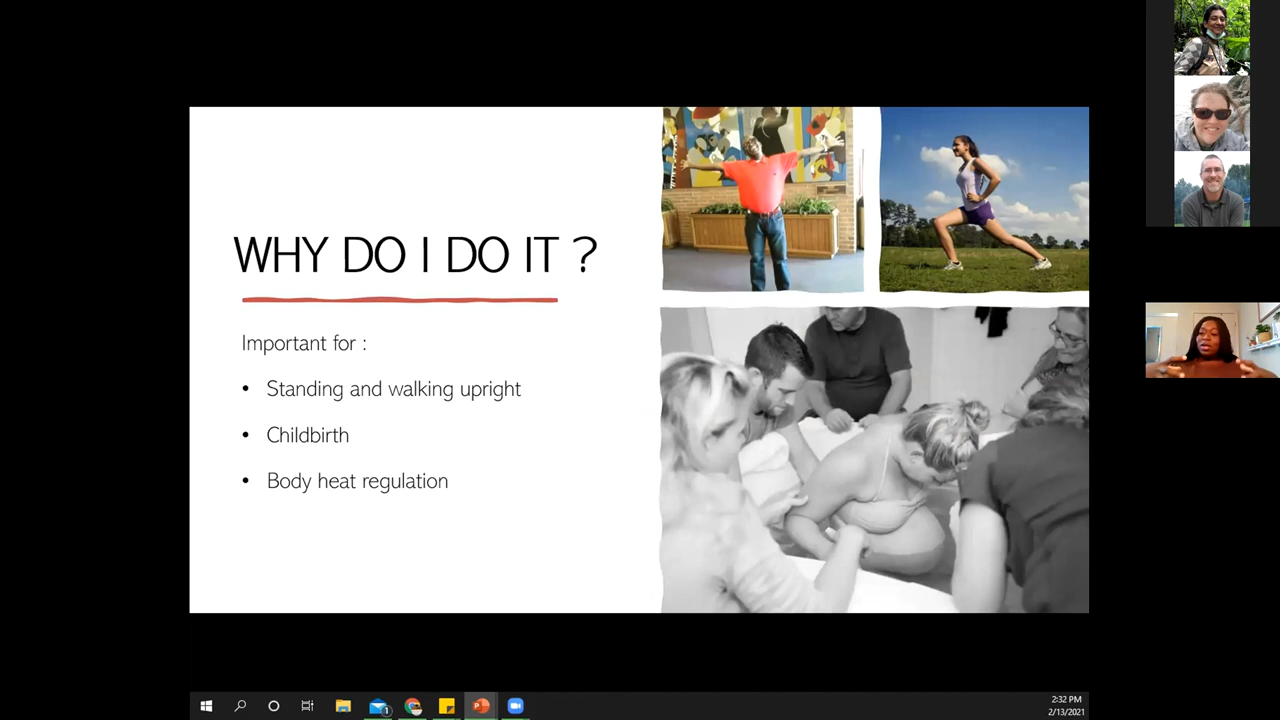 WHY DO I DO IT ?
Important for :
• Standing and walking upright
• Childbirth
• Body heat regulation
2:32 PM
2/13/2021